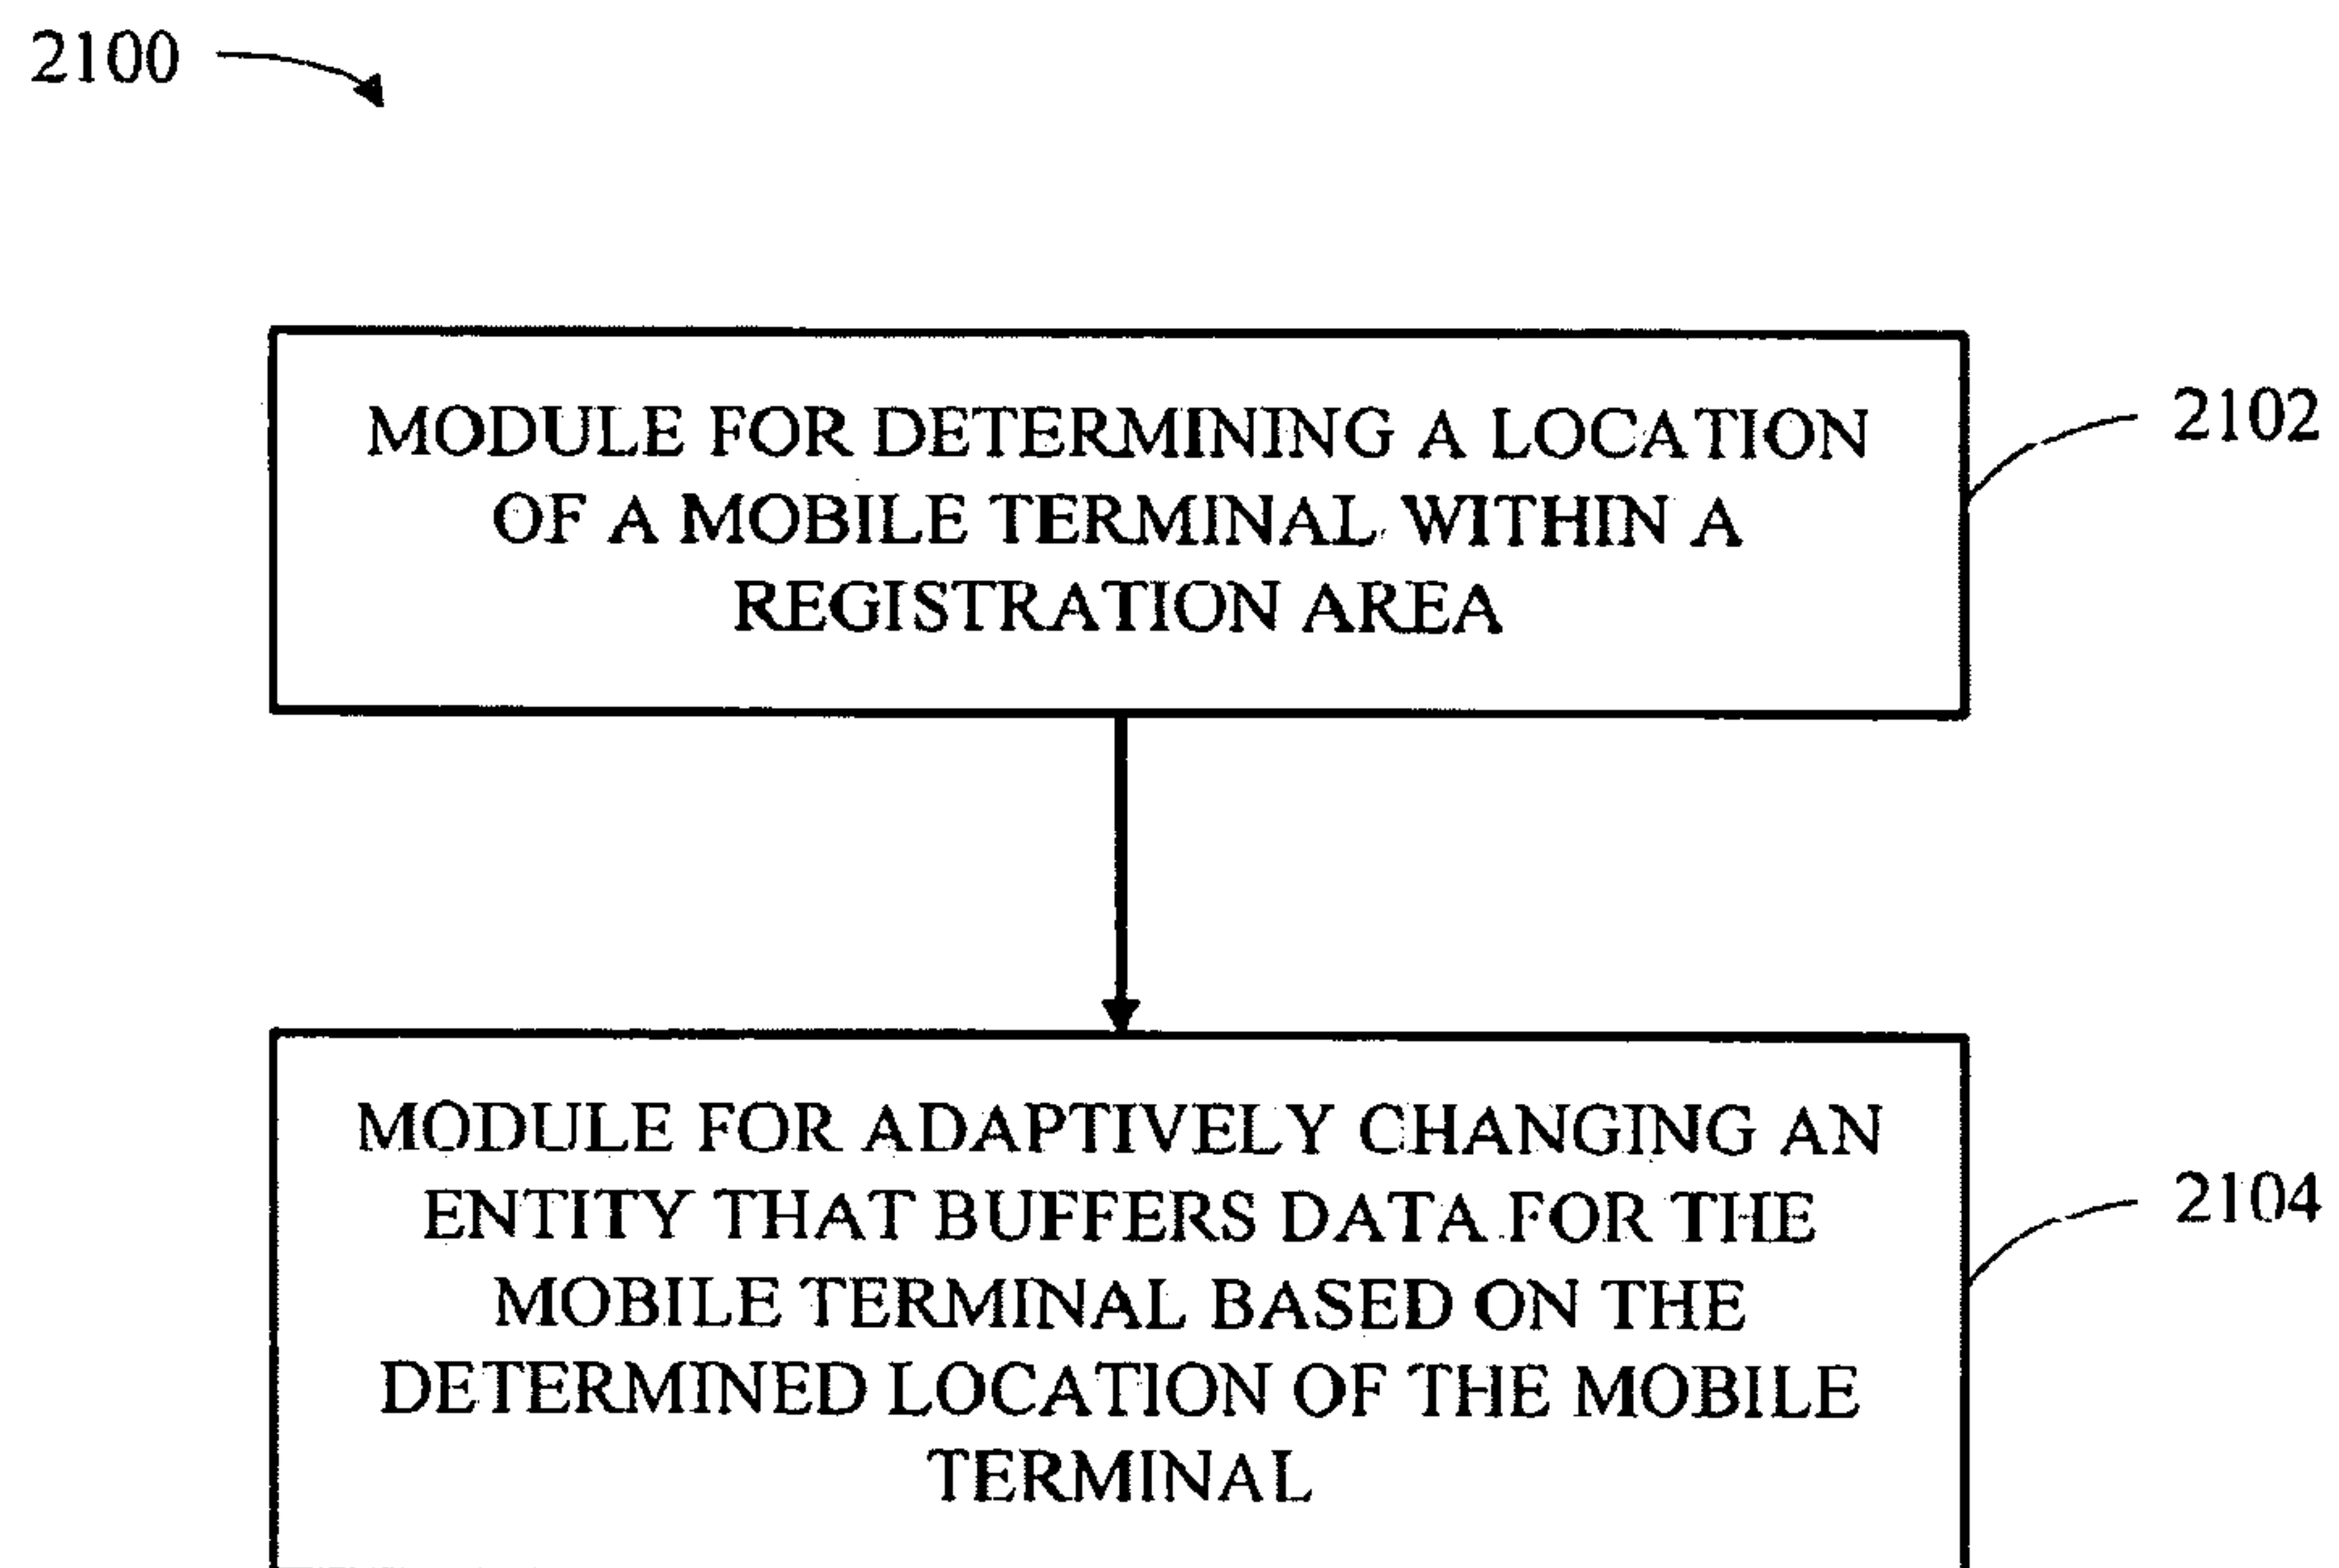 2100
MODULE FOR DETERMINING A LOCATION
OF A MOBILE TERMINAL WITHIN A
REGISTRATION AREA
2102
MODULE FOR ADAPTIVELY CHANGING AN
ENTITY THAT BUFFERS DATA FOR THE
MOBILE TERMINAL BASED ON THE
DETERMINED LOCATION OF THE MOBILE
TERMINAL
2104